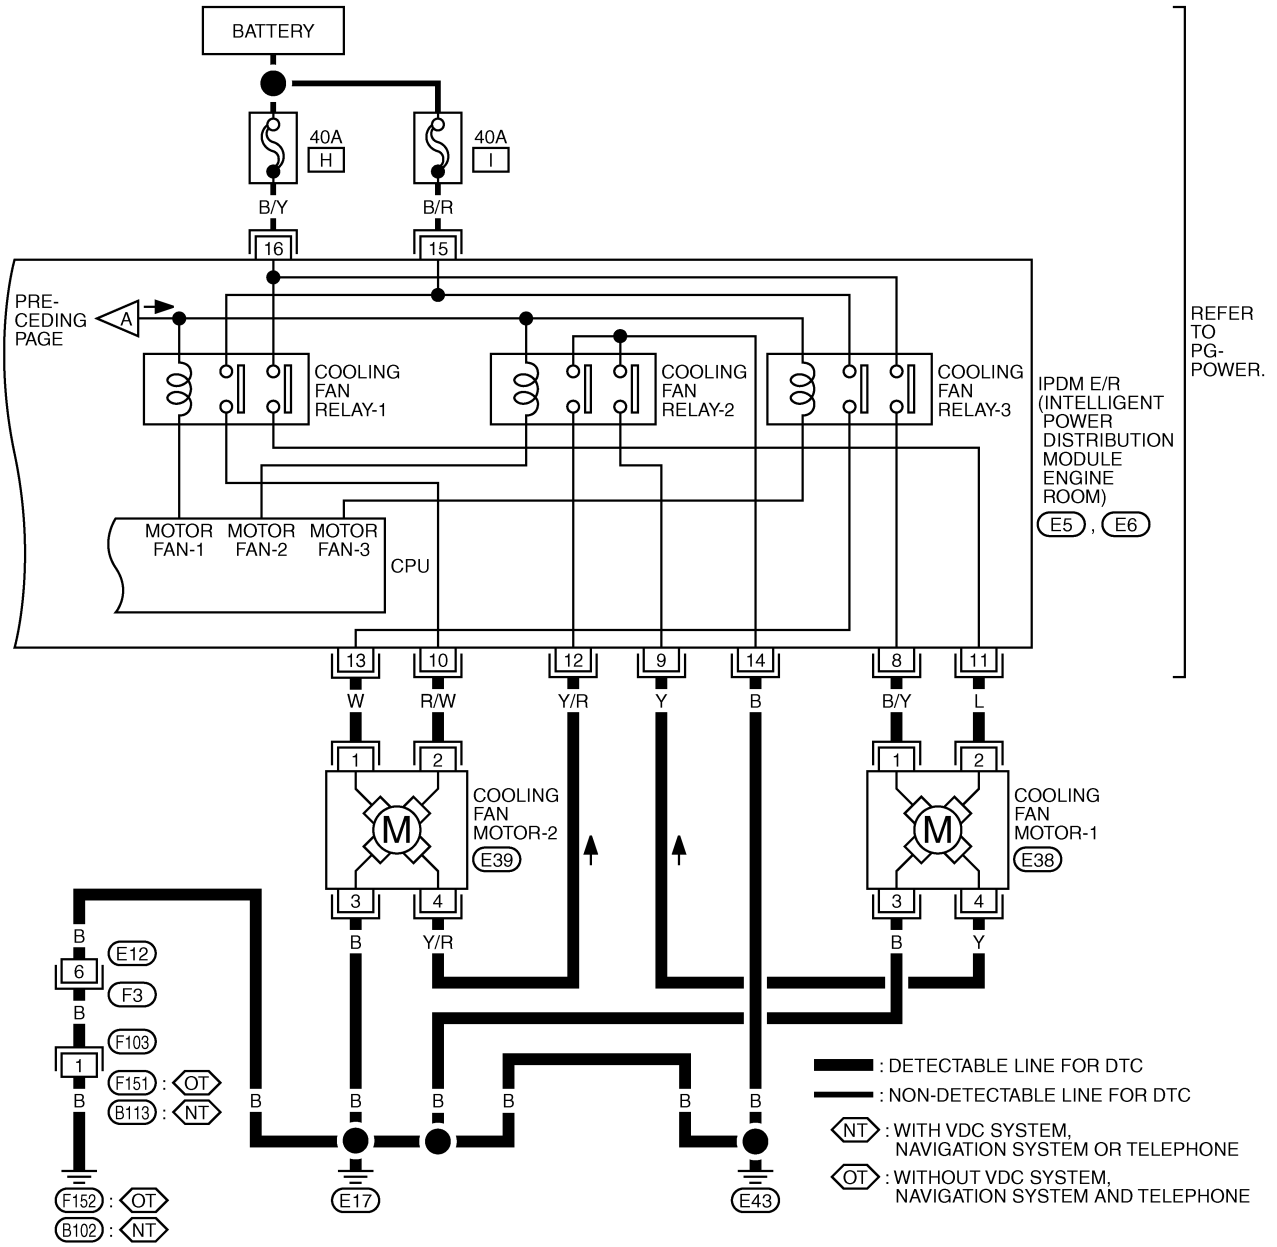 BATTERY
40A
H
40A
I
B/Y
B/R
16
15
PRE-
CEDING
PAGE
A
COOLING
FAN
RELAY-1
COOLING
FAN
RELAY-2
COOLING
FAN
RELAY-3
REFER
TO
PG-
POWER.
IPDM E/R
(INTELLIGENT
POWER
DISTRIBUTION
MODULE
ENGINE
ROOM)
E5 , E6
MOTOR
FAN-1
MOTOR
FAN-2
MOTOR
FAN-3
CPU
13
10
12
9
14
8
11
W
R/W
Y/R
Y
B
B/Y
L
1
2
1
2
M
COOLING
FAN
MOTOR-2
E39
M
COOLING
FAN
MOTOR-1
E38
3
4
3
4
B
Y/R
B
Y
B
E12
6
F3
B
F103
1
F151 : OT
B113 : NT
B
B
B
B
B
B
B
F152 : OT
B102 : NT
E17
E43
: DETECTABLE LINE FOR DTC
: NON-DETECTABLE LINE FOR DTC
NT : WITH VDC SYSTEM,
NAVIGATION SYSTEM OR TELEPHONE
OT : WITHOUT VDC SYSTEM,
NAVIGATION SYSTEM AND TELEPHONE